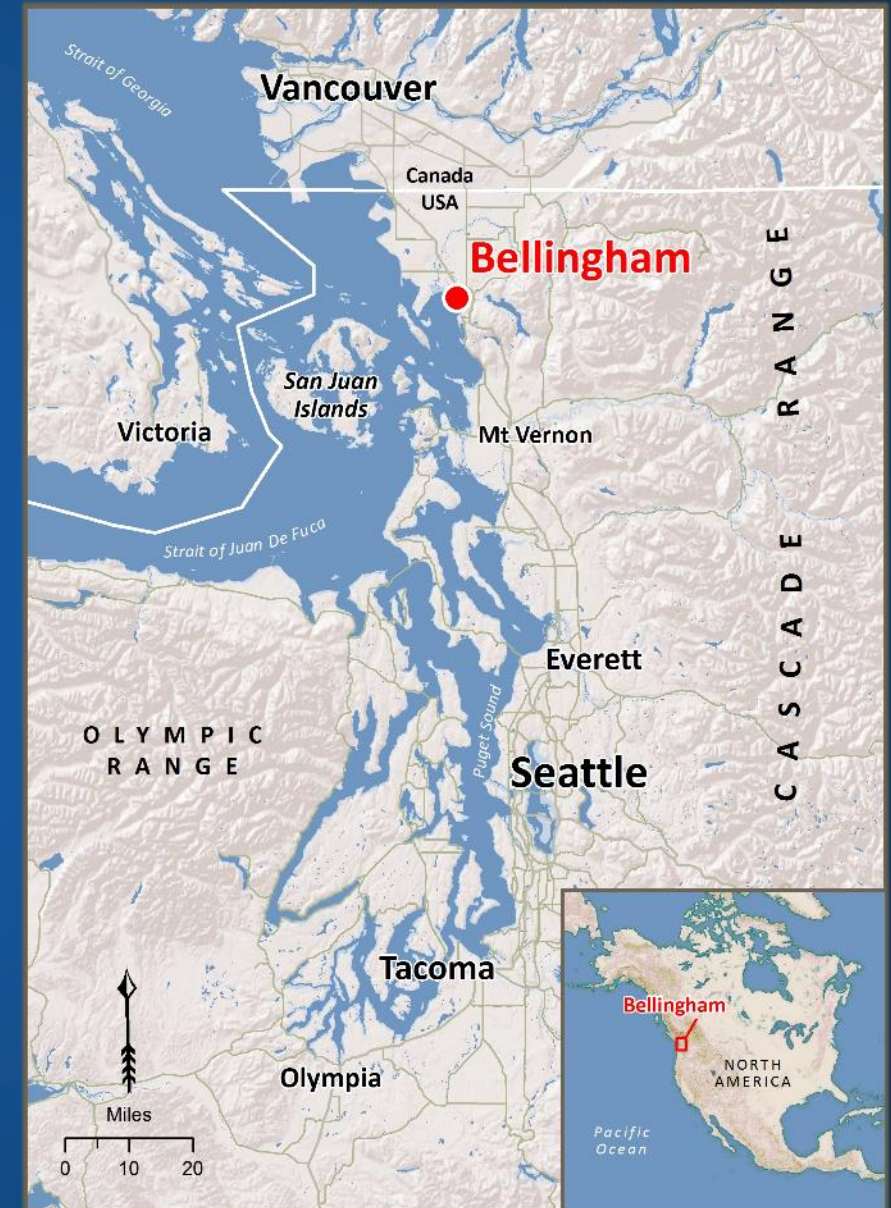 Strait of Georgia
Vancouver
Canada
USA
Bellingham
San Juan
Islands
Victoria
Mt Vernon
Strait of Juan De Fuca
CASCADE RANGE
Everett
OLYMPIC
RANGE
Puget Sound
Seattle
Tacoma
Olympia
Miles
0 10 20
Bellingham
NORTH
AMERICA
Pacific
Ocean